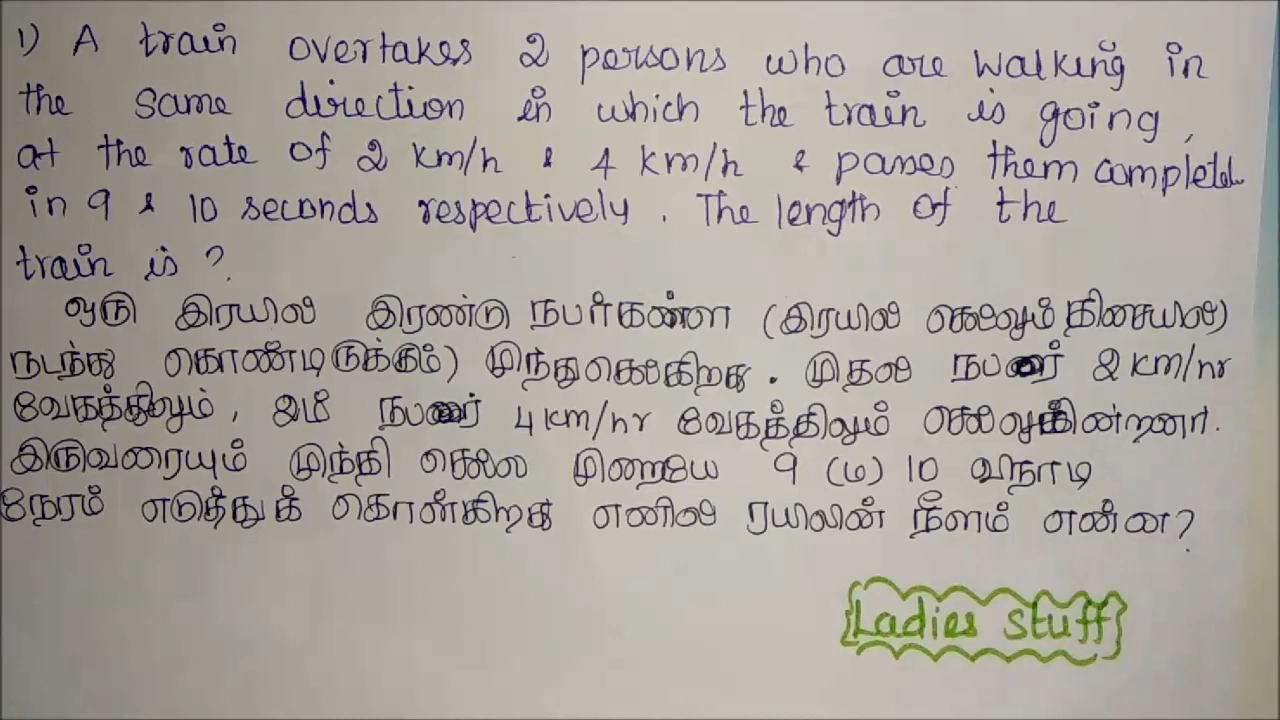 1) A train overtakes 2 persons who are walking in
the same direction in which the train is going,
at the rate of 2 km/h & 4 km/h & passes them completel
in 9 & 10 seconds respectively. The length of the
train is ?
ஒரு இரயில் இரண்டு நபர்களை (இரயில் செல்லும் திசையில்)
நடந்து கொண்டிருக்கும்) முந்துகிறது. முதல் நபர் 2 km/hr
வேகத்திலும், 2ம் நபர் 4 km/hr வேகத்திலும் செல்லுகின்றனர்.
இருவரையும் முந்தி செல்ல முறையே 9 (ம) 10 வினாடி
நேரம் எடுத்துக் கொள்கிறது எனில் ரயிலின் நீளம் என்ன?
Ladies Stuff